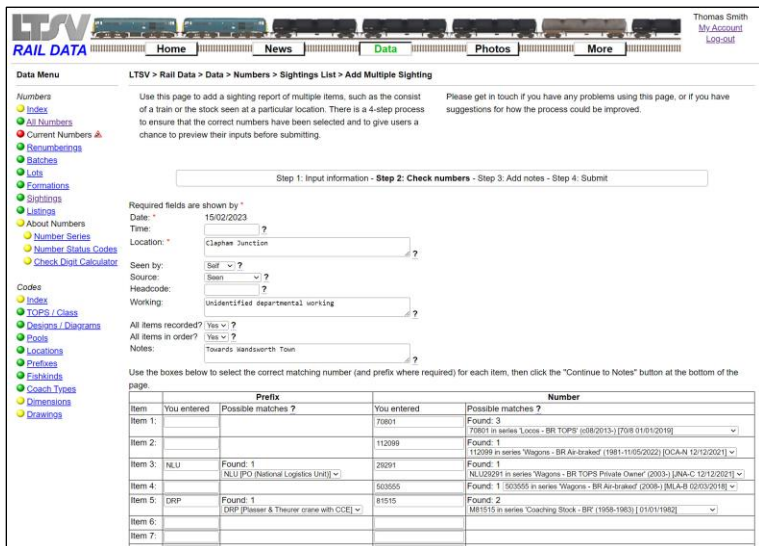 LTSV
RAIL DATA
Home
News
Data
Photos
More
Thomas Smith
My Account
Log-out
Data Menu
Numbers
Index
All Numbers
Current Numbers
Renumberings
Batches
Lots
Formations
Sightings
Listings
About Numbers
Number Series
Number Status Codes
Check Digit Calculator
Codes
Index
TOPS / Class
Designs / Diagrams
Pools
Locations
Prefixes
Fishkinds
Coach Types
Dimensions
Drawings
LTSV > Rail Data > Data > Numbers > Sightings List > Add Multiple Sighting
Use this page to add a sighting report of multiple items, such as the consist
of a train or the stock seen at a particular location. There is a 4-step process
to ensure that the correct numbers have been selected and to give users a
chance to preview their inputs before submitting.
Please get in touch if you have any problems using this page, or if you have
suggestions for how the process could be improved.
Step 1: Input information - Step 2: Check numbers - Step 3: Add notes - Step 4: Submit
Required fields are shown by *
Date: * 15/02/2023
Time: ?
Location: * Clapham Junction ?
Seen by: Self ?
Source: Seen ?
Headcode: ?
Working: Unidentified departmental working ?
All items recorded? Yes ?
All items in order? Yes ?
Notes: Towards Wandsworth Town ?
Use the boxes below to select the correct matching number (and prefix where required) for each item, then click the "Continue to Notes" button at the bottom of the
page.
Prefix Number
Item You entered Possible matches ? You entered Possible matches ?
Item 1: 70801 Found: 3
70801 in series 'Locos - BR TOPS' (c08/2013-) [70/8 01/01/2019]
Item 2: 112099 Found: 1
112099 in series 'Wagons - BR Air-braked' (1981-11/05/2022) [OCA-N 12/12/2021]
Item 3: NLU Found: 1 29291 Found: 1
NLU [PO (National Logistics Unit)] NLU29291 in series 'Wagons - BR TOPS Private Owner' (2003-) [JNA-C 12/12/2021]
Item 4: 503555 Found: 1 503555 in series 'Wagons - BR Air-braked' (2008-) [MLA-B 02/03/2018]
Item 5: DRP Found: 1 81515 Found: 2
DRP [Plasser & Theurer crane with CCE] M81515 in series 'Coaching Stock - BR' (1958-1983) [ 01/01/1982]
Item 6:
Item 7: